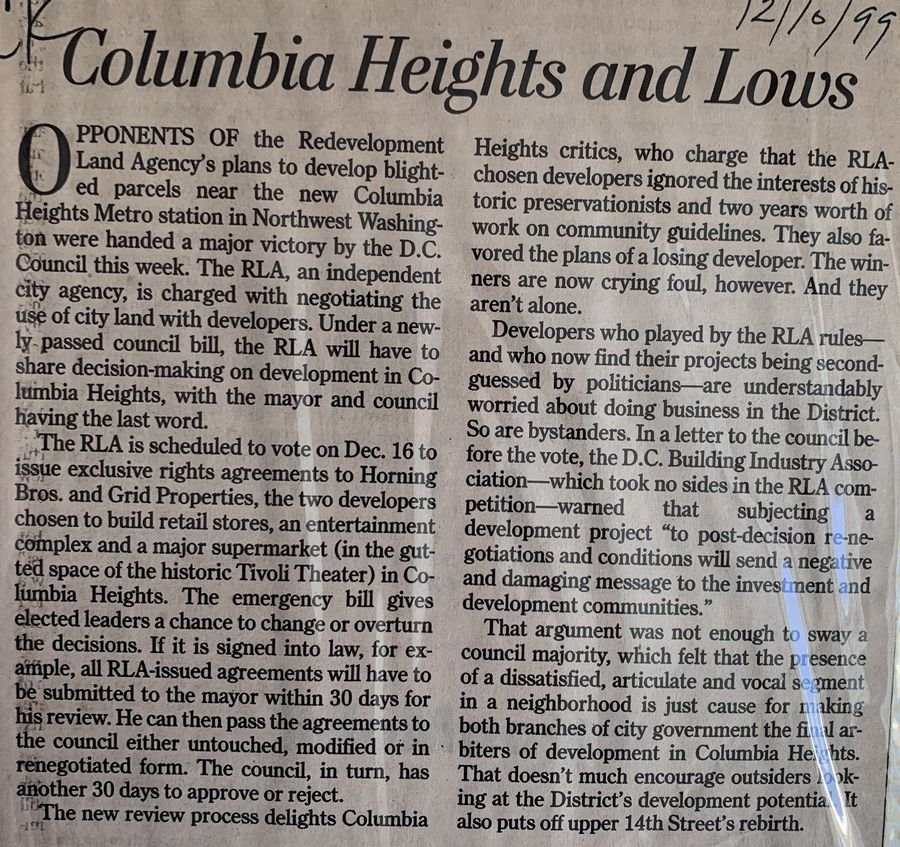 12/10/99
Columbia Heights and Lows
OPPONENTS OF the Redevelopment
Land Agency's plans to develop blight-
ed parcels near the new Columbia
Heights Metro station in Northwest Washing-
ton were handed a major victory by the D.C.
Council this week. The RLA, an independent
city agency, is charged with negotiating the
use of city land with developers. Under a new-
ly passed council bill, the RLA will have to
share decision-making on development in Co-
lumbia Heights, with the mayor and council
having the last word.
The RLA is scheduled to vote on Dec. 16 to
issue exclusive rights agreements to Horning
Bros. and Grid Properties, the two developers
chosen to build retail stores, an entertainment
complex and a major supermarket (in the gut-
ted space of the historic Tivoli Theater) in Co-
lumbia Heights. The emergency bill gives
elected leaders a chance to change or overturn
the decisions. If it is signed into law, for ex-
ample, all RLA-issued agreements will have to
be submitted to the mayor within 30 days for
his review. He can then pass the agreements to
the council either untouched, modified or in
renegotiated form. The council, in turn, has
another 30 days to approve or reject.
The new review process delights Columbia
Heights critics, who charge that the RLA-
chosen developers ignored the interests of his-
toric preservationists and two years worth of
work on community guidelines. They also fa-
vored the plans of a losing developer. The win-
ners are now crying foul, however. And they
aren't alone.
Developers who played by the RLA rules—
and who now find their projects being second-
guessed by politicians—are understandably
worried about doing business in the District.
So are bystanders. In a letter to the council be-
fore the vote, the D.C. Building Industry Asso-
ciation—which took no sides in the RLA com-
petition—warned that subjecting a
development project "to post-decision re-ne-
gotiations and conditions will send a negative
and damaging message to the investment and
development communities."
That argument was not enough to sway a
council majority, which felt that the presence
of a dissatisfied, articulate and vocal segment
in a neighborhood is just cause for making
both branches of city government the final ar-
biters of development in Columbia Heights.
That doesn't much encourage outsiders look-
ing at the District's development potential. It
also puts off upper 14th Street's rebirth.